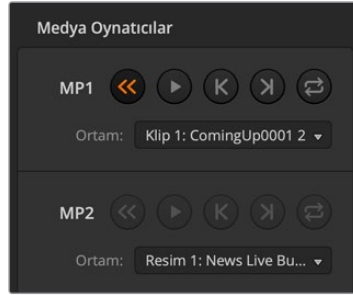 Medya Oynatıcılar
MP1
Ortam: Klip 1: ComingUp0001 2
MP2
Ortam: Resim 1: News Live Bu...